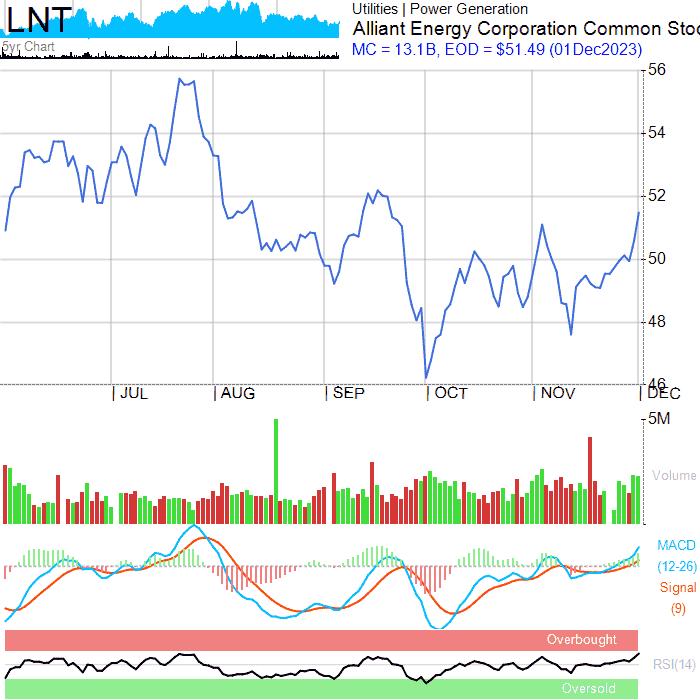 LNT
5yr Chart
Utilities | Power Generation
Alliant Energy Corporation Common Stoc
MC = 13.1B, EOD = $51.49 (01Dec2023)
56
54
52
50
48
46
| JUL | AUG | SEP | OCT | NOV | DEC
5M
Volume
MACD
(12-26)
Signal
(9)
Overbought
RSI(14)
Oversold